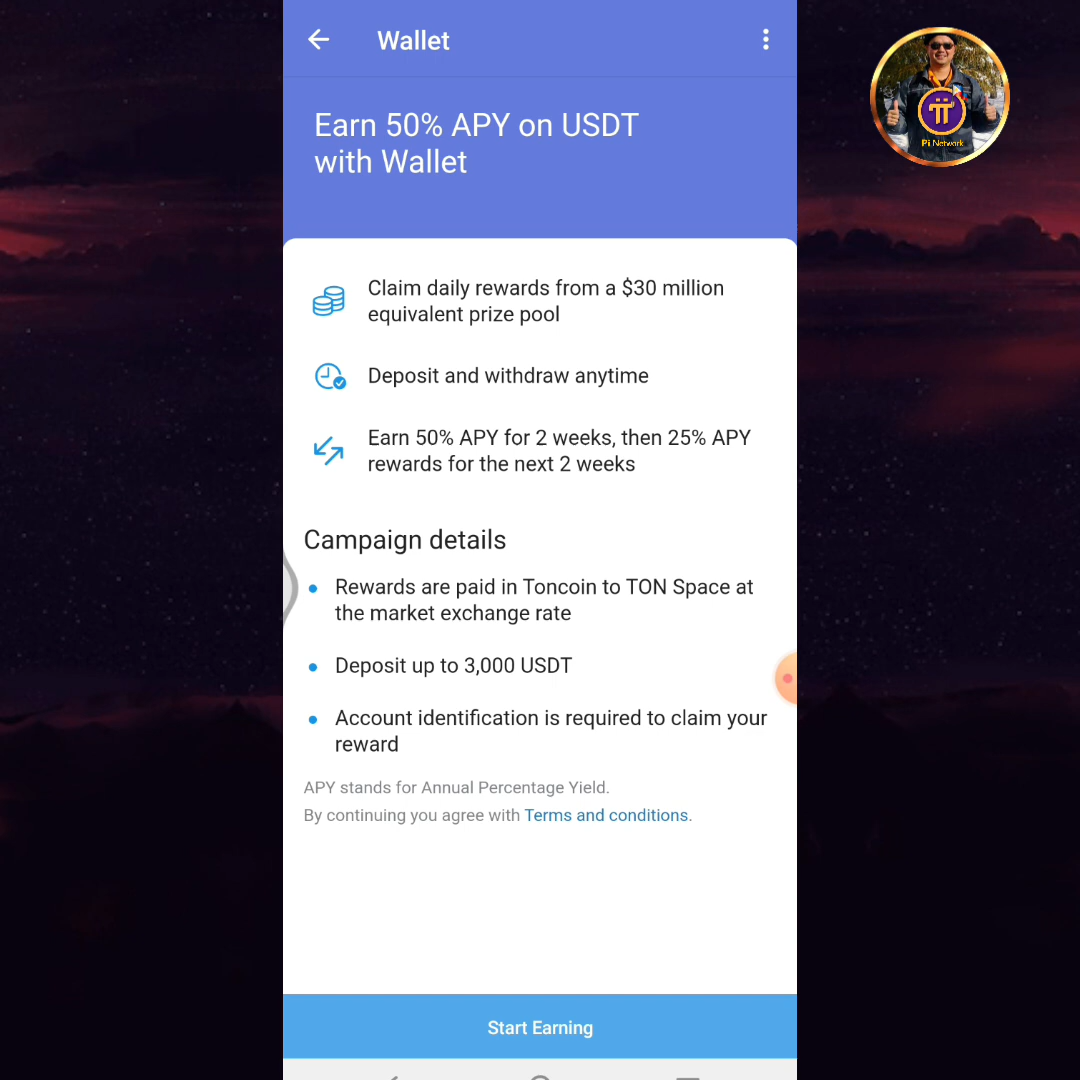 Wallet
Earn 50% APY on USDT
with Wallet
Claim daily rewards from a $30 million
equivalent prize pool
Deposit and withdraw anytime
Earn 50% APY for 2 weeks, then 25% APY
rewards for the next 2 weeks
Campaign details
Rewards are paid in Toncoin to TON Space at
the market exchange rate
Deposit up to 3,000 USDT
Account identification is required to claim your
reward
APY stands for Annual Percentage Yield.
By continuing you agree with Terms and conditions.
Start Earning
Pi Network